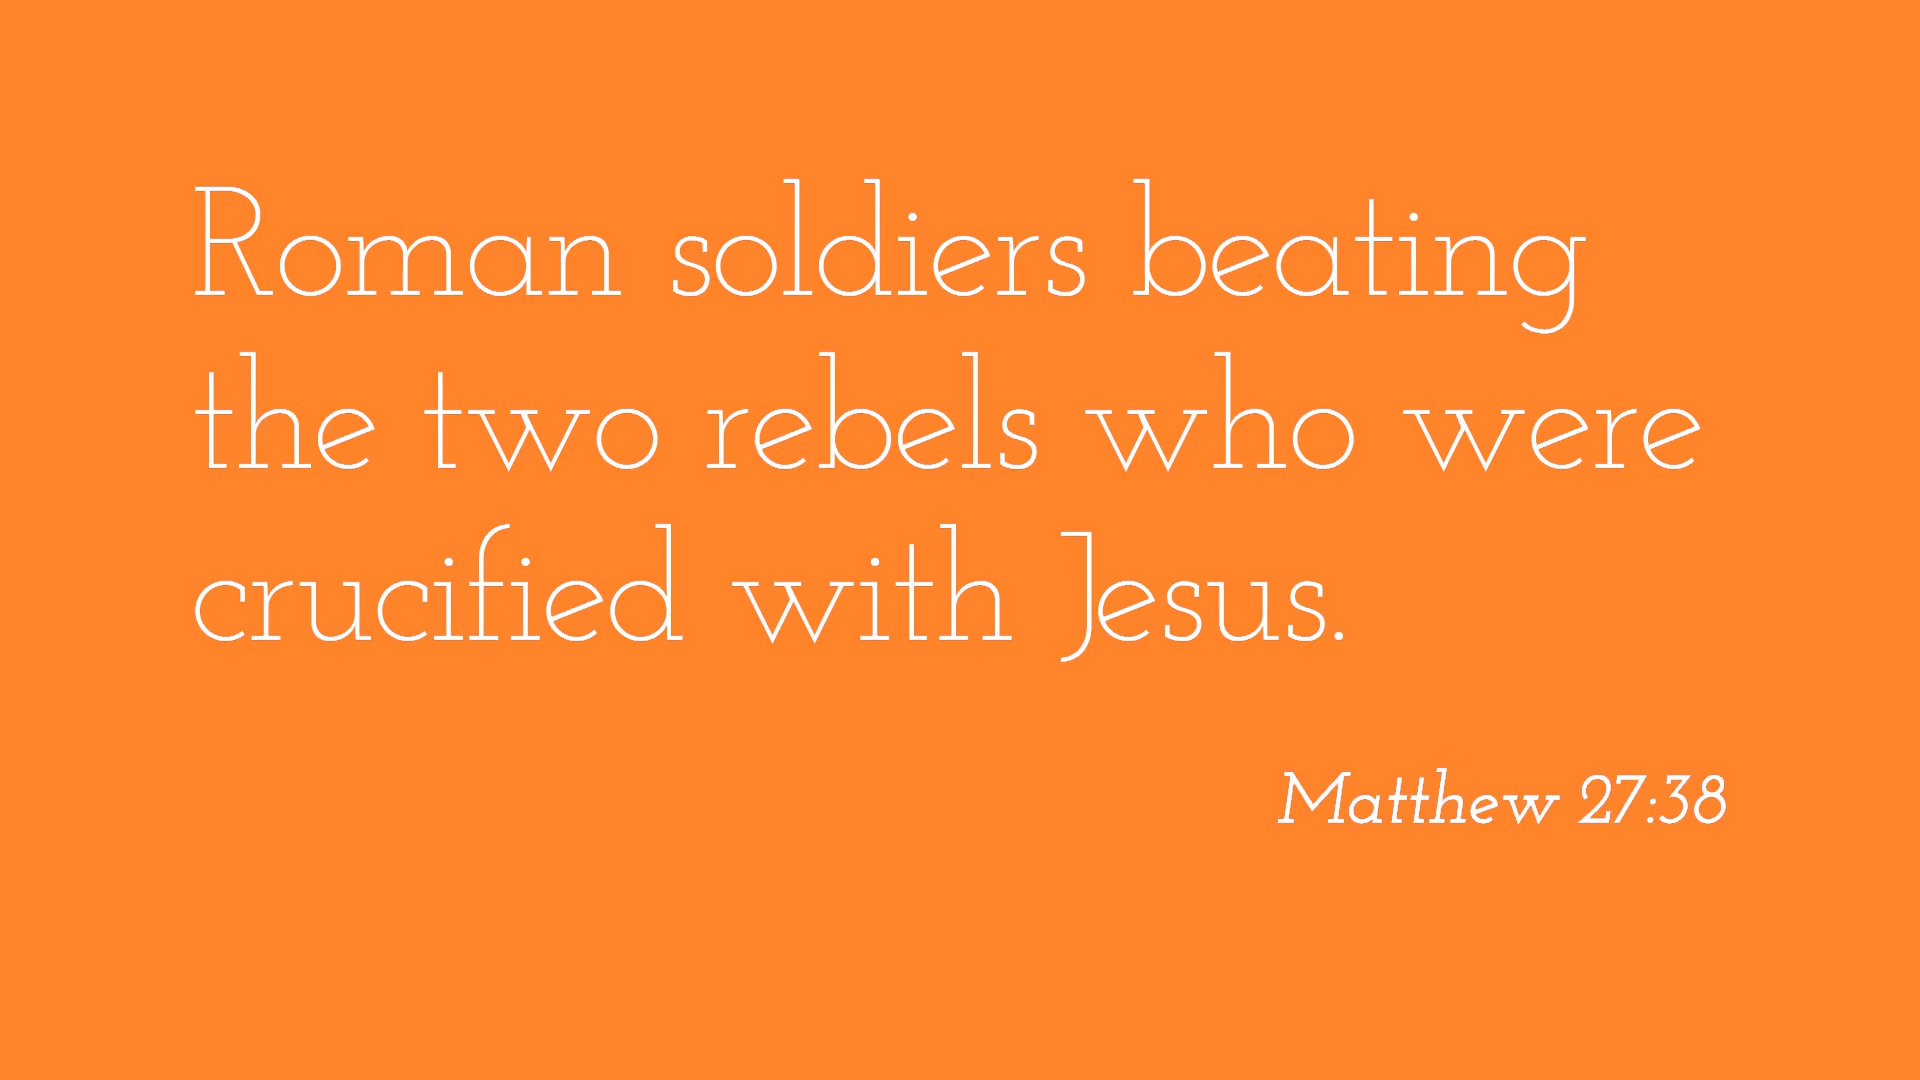 Roman soldiers beating
the two rebels who were
crucified with Jesus.
Matthew 27:38